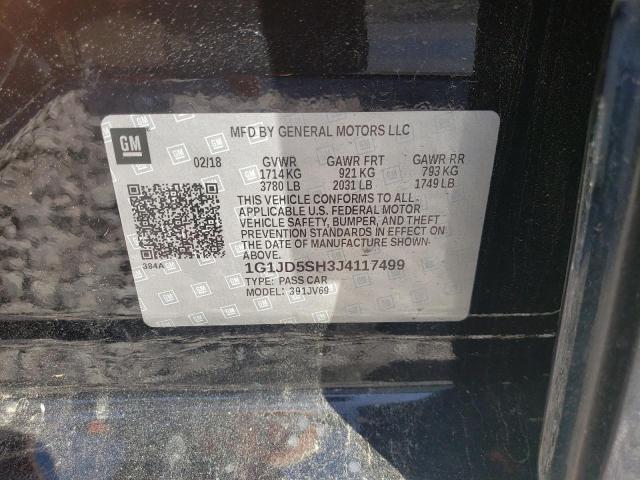 GM
MFD BY GENERAL MOTORS LLC
02/18 GVWR GAWR FRT GAWR RR
1714 KG 921 KG 793 KG
3780 LB 2031 LB 1749 LB
THIS VEHICLE CONFORMS TO ALL
APPLICABLE U.S. FEDERAL MOTOR
VEHICLE SAFETY, BUMPER, AND THEFT
PREVENTION STANDARDS IN EFFECT ON
THE DATE OF MANUFACTURE SHOWN
ABOVE.
384A
1G1JD5SH3J4117499
TYPE: PASS CAR
MODEL: 391JV69